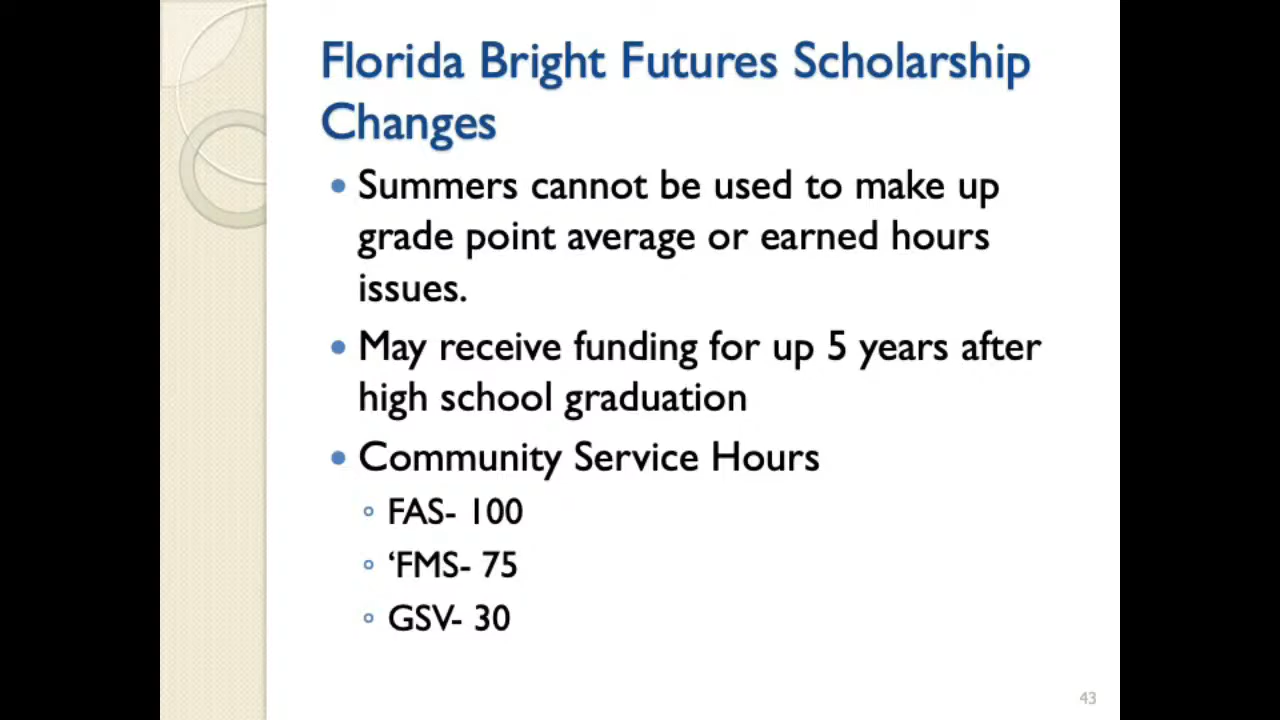 Florida Bright Futures Scholarship
Changes
• Summers cannot be used to make up
grade point average or earned hours
issues.
• May receive funding for up 5 years after
high school graduation
• Community Service Hours
◦ FAS- 100
◦ ‘FMS- 75
◦ GSV- 30
43